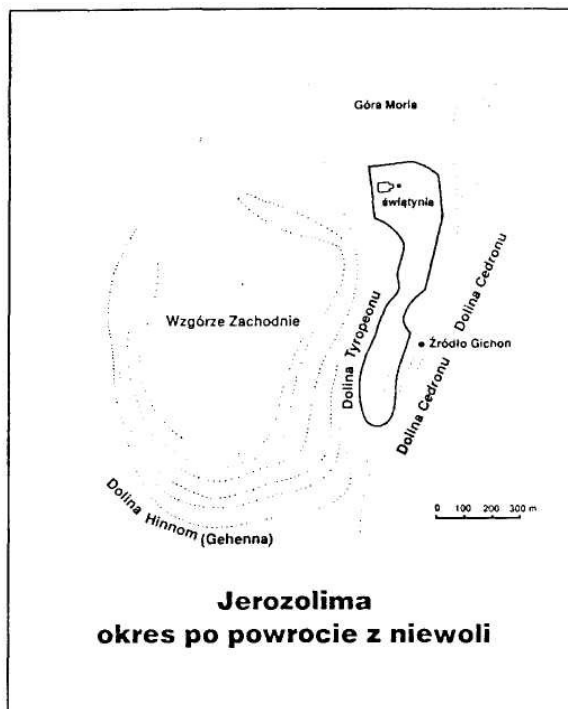 Góra Moria
świątynia
Wzgórze Zachodnie
Dolina Tyropeonu
Dolina Cedronu
Źródło Gichon
Dolina Cedronu
Dolina Hinnom (Gehenna)
0 100 200 300 m
Jerozolima
okres po powrocie z niewoli